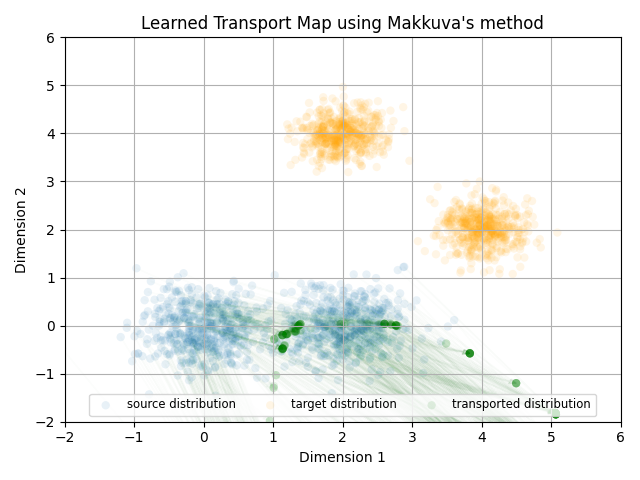 Learned Transport Map using Makkuva's method
6
5
4
3
2
1
0
−1
−2
Dimension 2
source distribution target distribution transported distribution
−2 −1 0 1 2 3 4 5 6
Dimension 1